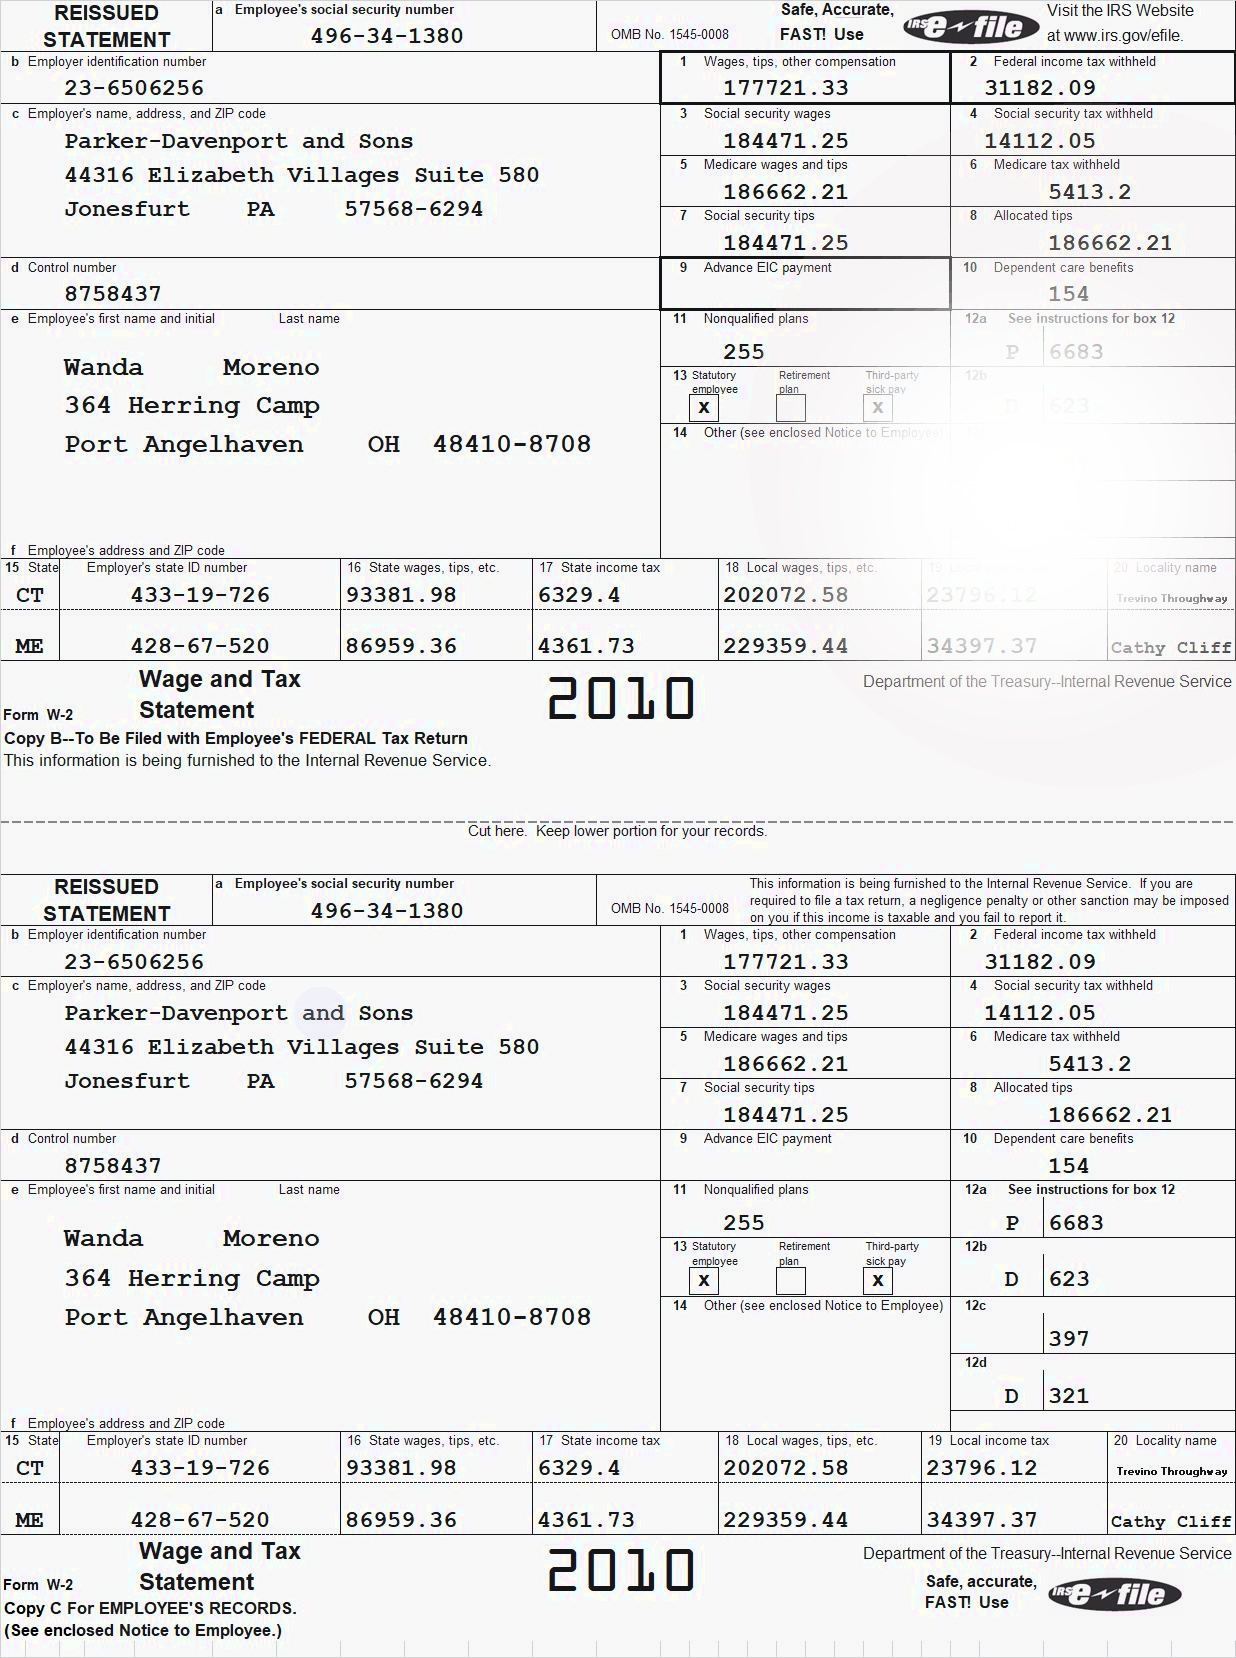 REISSUED STATEMENT
a Employee's social security number
496-34-1380
OMB No. 1545-0008
Safe, Accurate, FAST! Use
IRS e-file
Visit the IRS Website at www.irs.gov/efile.
b Employer identification number
23-6506256
1 Wages, tips, other compensation
177721.33
2 Federal income tax withheld
31182.09
c Employer's name, address, and ZIP code
Parker-Davenport and Sons
44316 Elizabeth Villages Suite 580
Jonesfurt PA 57568-6294
3 Social security wages
184471.25
4 Social security tax withheld
14112.05
5 Medicare wages and tips
186662.21
6 Medicare tax withheld
5413.2
7 Social security tips
184471.25
8 Allocated tips
186662.21
d Control number
8758437
9 Advance EIC payment
10 Dependent care benefits
154
e Employee's first name and initial Last name
Wanda Moreno
364 Herring Camp
Port Angelhaven OH 48410-8708
11 Nonqualified plans
255
12a See instructions for box 12
P 6683
13 Statutory employee Retirement plan Third-party sick pay
X X
12b
D 623
14 Other (see enclosed Notice to Employee)
f Employee's address and ZIP code
15 State Employer's state ID number 16 State wages, tips, etc. 17 State income tax 18 Local wages, tips, etc. 19 20 Locality name
CT 433-19-726 93381.98 6329.4 202072.58 23796.12 Trevino Throughway
ME 428-67-520 86959.36 4361.73 229359.44 34397.37 Cathy Cliff
Form W-2 Wage and Tax Statement
2010
Department of the Treasury--Internal Revenue Service
Copy B--To Be Filed with Employee's FEDERAL Tax Return
This information is being furnished to the Internal Revenue Service.
Cut here. Keep lower portion for your records.
REISSUED STATEMENT
a Employee's social security number
496-34-1380
OMB No. 1545-0008
This information is being furnished to the Internal Revenue Service. If you are
required to file a tax return, a negligence penalty or other sanction may be imposed
on you if this income is taxable and you fail to report it.
b Employer identification number
23-6506256
1 Wages, tips, other compensation
177721.33
2 Federal income tax withheld
31182.09
c Employer's name, address, and ZIP code
Parker-Davenport and Sons
44316 Elizabeth Villages Suite 580
Jonesfurt PA 57568-6294
3 Social security wages
184471.25
4 Social security tax withheld
14112.05
5 Medicare wages and tips
186662.21
6 Medicare tax withheld
5413.2
7 Social security tips
184471.25
8 Allocated tips
186662.21
d Control number
8758437
9 Advance EIC payment
10 Dependent care benefits
154
e Employee's first name and initial Last name
Wanda Moreno
364 Herring Camp
Port Angelhaven OH 48410-8708
11 Nonqualified plans
255
12a See instructions for box 12
P 6683
13 Statutory employee Retirement plan Third-party sick pay
X X
12b
D 623
14 Other (see enclosed Notice to Employee)
12c
397
12d
D 321
f Employee's address and ZIP code
15 State Employer's state ID number 16 State wages, tips, etc. 17 State income tax 18 Local wages, tips, etc. 19 Local income tax 20 Locality name
CT 433-19-726 93381.98 6329.4 202072.58 23796.12 Trevino Throughway
ME 428-67-520 86959.36 4361.73 229359.44 34397.37 Cathy Cliff
Form W-2 Wage and Tax Statement
2010
Department of the Treasury--Internal Revenue Service
Copy C For EMPLOYEE'S RECORDS.
(See enclosed Notice to Employee.)
Safe, accurate, FAST! Use
IRS e-file